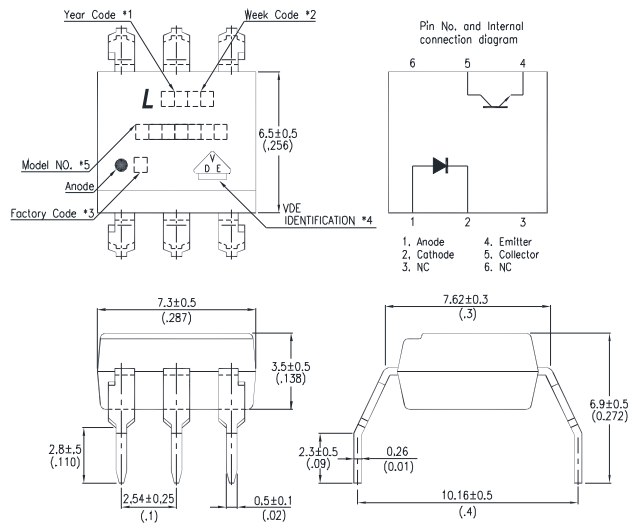 Year Code *1
Week Code *2
L
Model NO. *5
Anode
Factory Code *3
V
D E
VDE
IDENTIFICATION *4
6.5±0.5
(.256)
Pin No. and Internal
connection diagram
6 5 4
1 2 3
1. Anode 4. Emitter
2. Cathode 5. Collector
3. NC 6. NC
7.3±0.5
(.287)
3.5±0.5
(.138)
2.8±.5
(.110)
2.54±0.25
(.1)
0.5±0.1
(.02)
7.62±0.3
(.3)
6.9±0.5
(0.272)
2.3±0.5
(.09)
0.26
(0.01)
10.16±0.5
(.4)